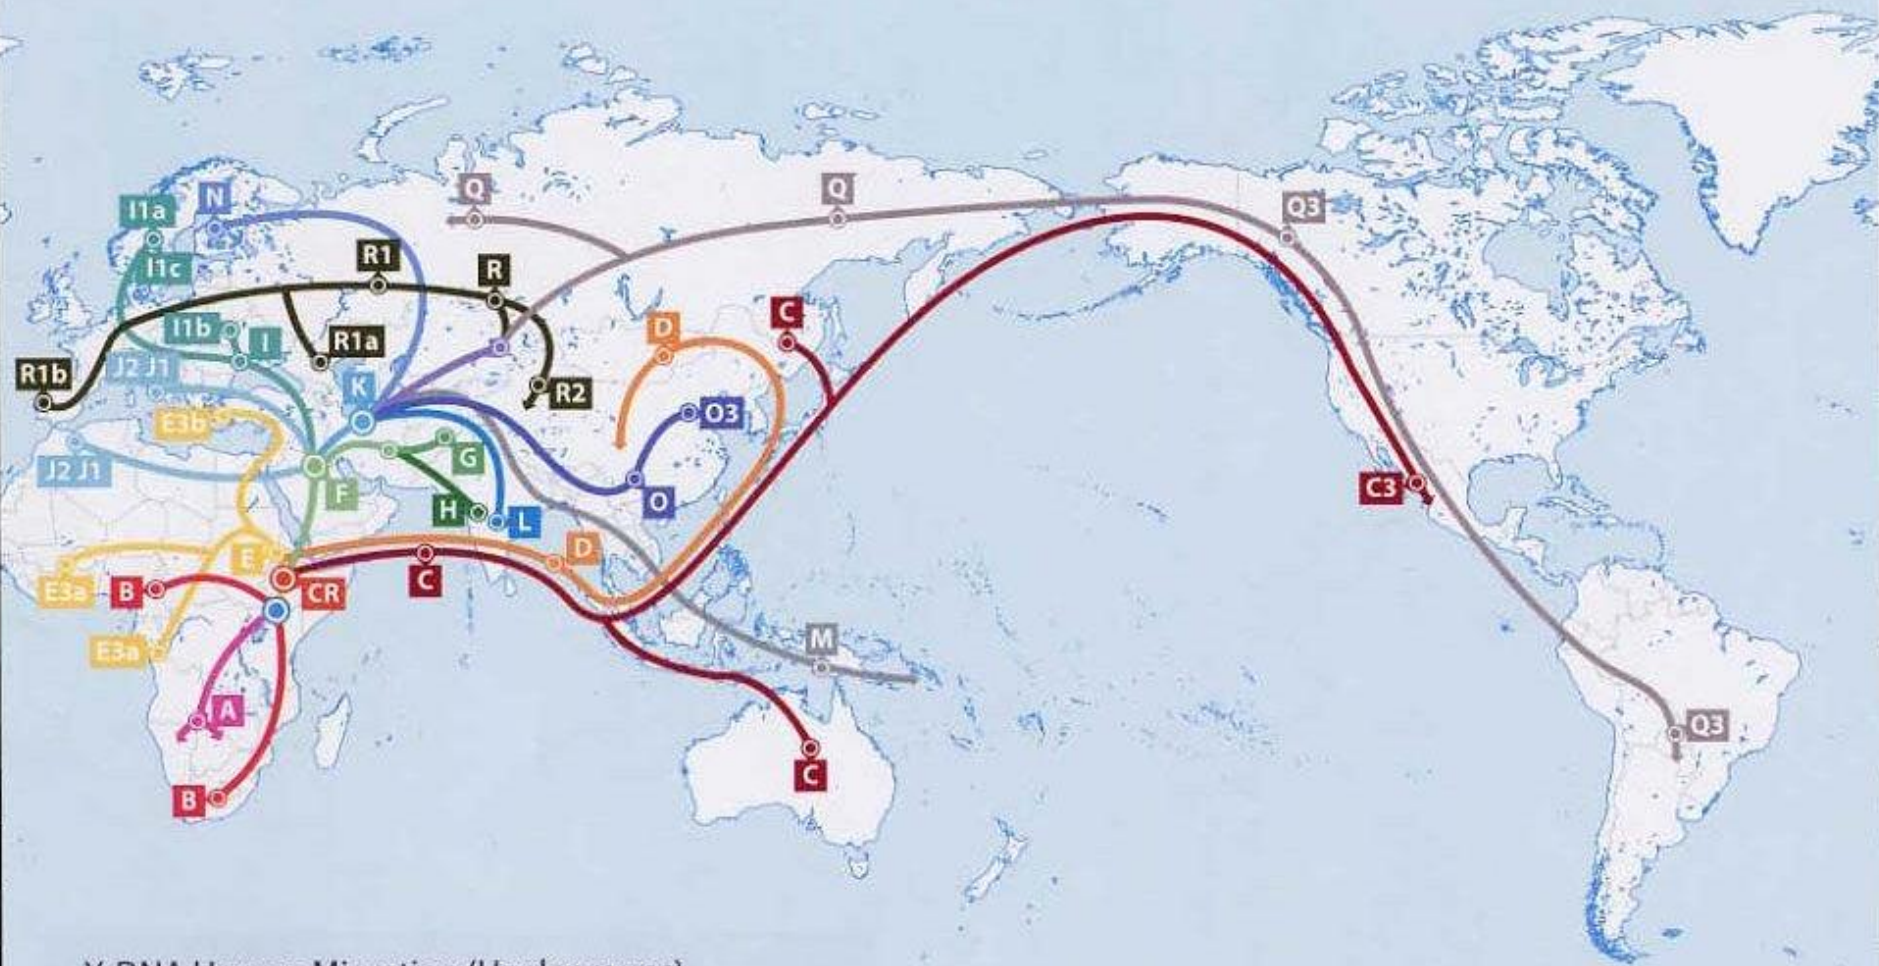 Q
Q
Q3
N
I1a
I1c
R1
R
C
D
I1b
I
R1a
J2 J1
K
R1b
R2
E3b
O3
G
J2 J1
F
H
L
O
C3
E
D
C
E3a
B
CR
E3a
M
A
Q3
C
B